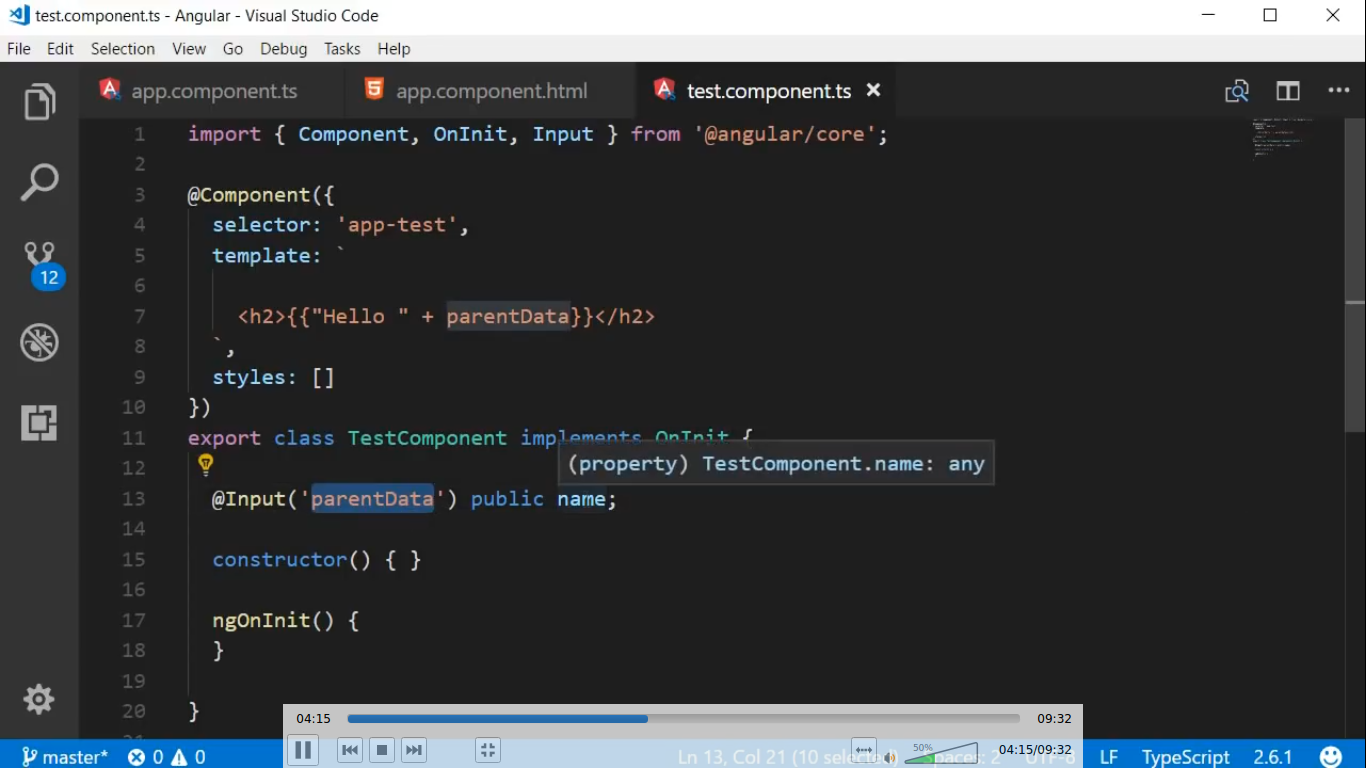 test.component.ts - Angular - Visual Studio Code
File Edit Selection View Go Debug Tasks Help
app.component.ts app.component.html test.component.ts
1 import { Component, OnInit, Input } from '@angular/core';
2
3 @Component({
4 selector: 'app-test',
5 template: `
6
7 <h2>{{"Hello " + parentData}}</h2>
8 `,
9 styles: []
10 })
11 export class TestComponent implements OnInit {
12
(property) TestComponent.name: any
13 @Input('parentData') public name;
14
15 constructor() { }
16
17 ngOnInit() {
18 }
19
20 }
12
04:15 09:32
50% 04:15/09:32
master* 0 0 Ln 13, Col 21 (10 selected) Spaces: 2 UTF-8 LF TypeScript 2.6.1